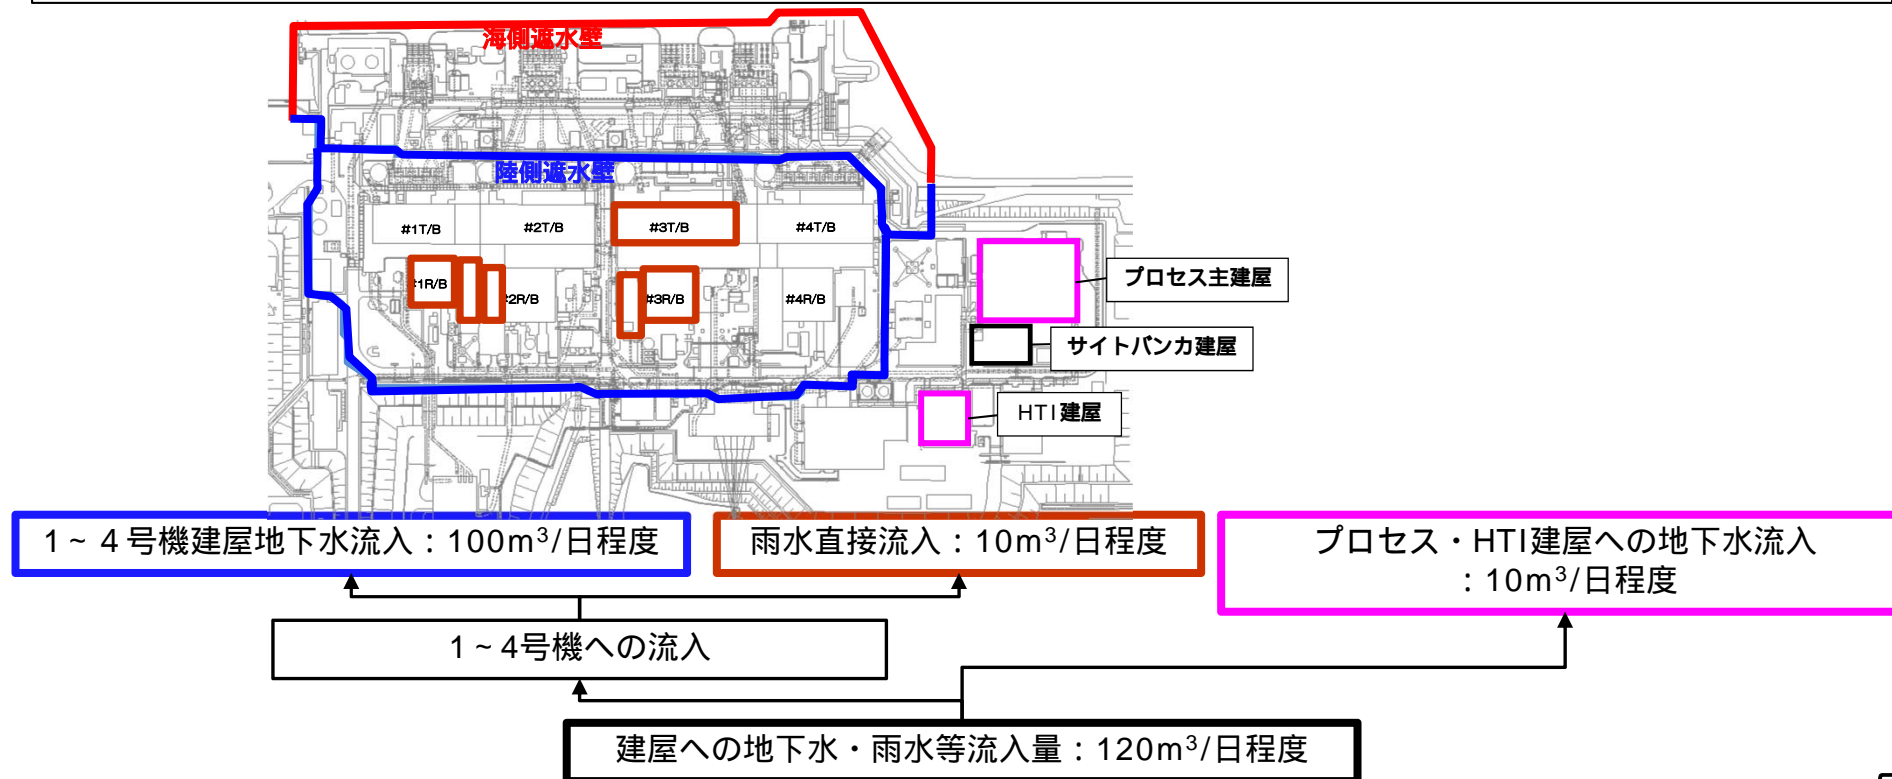 海側遮水壁
陸側遮水壁
#1T/B
#2T/B
#3T/B
#4T/B
#1R/B
#2R/B
#3R/B
#4R/B
プロセス主建屋
サイトバンカ建屋
HTI建屋
1~4号機建屋地下水流入:100m³/日程度
雨水直接流入:10m³/日程度
プロセス・HTI建屋への地下水流入
:10m³/日程度
1~4号機への流入
建屋への地下水・雨水等流入量:120m³/日程度